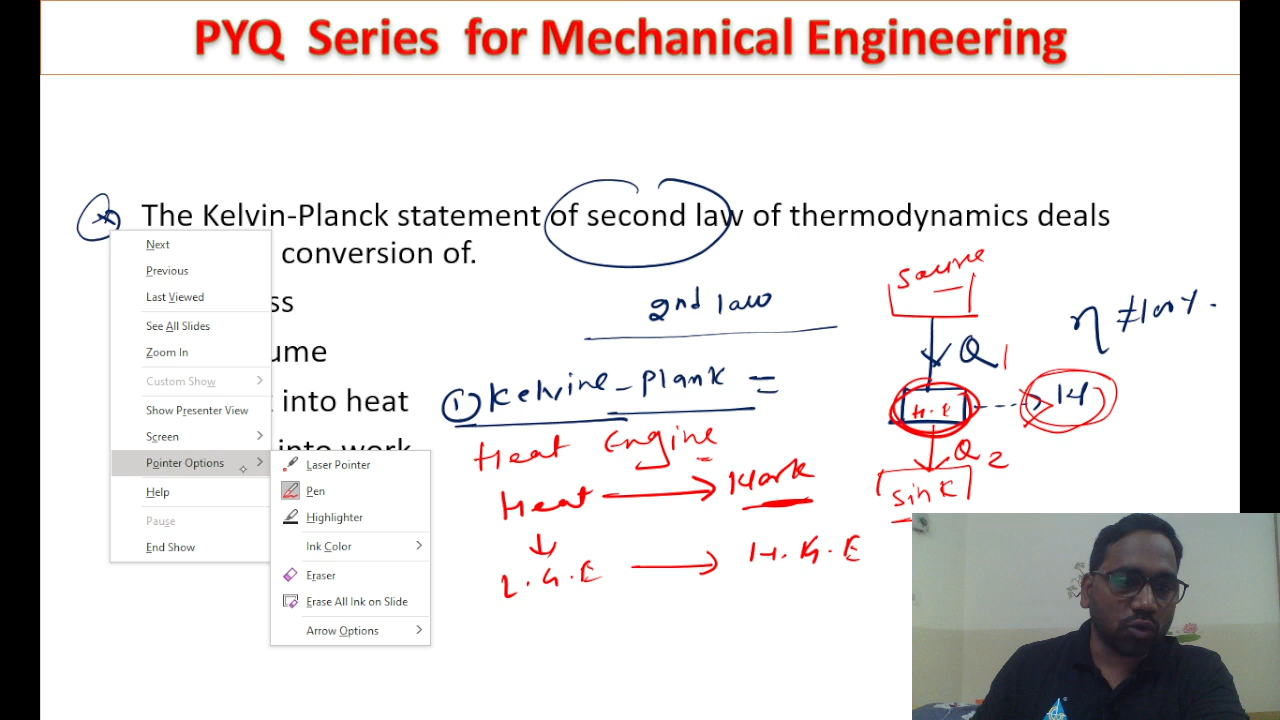 PYQ Series for Mechanical Engineering
The Kelvin-Planck statement of second law of thermodynamics deals
conversion of.
ss
ume
into heat
into work
Next
Previous
Last Viewed
See All Slides
Zoom In
Custom Show
Show Presenter View
Screen
Pointer Options
Help
Pause
End Show
Laser Pointer
Pen
Highlighter
Ink Color
Eraser
Erase All Ink on Slide
Arrow Options
2nd law
① Kelvine-plank =
Heat Engine
Heat → Work
↓
L.G.E → H.G.E
Source
Q1
H.E
W
Q2
Sink
η ≠ 100%.